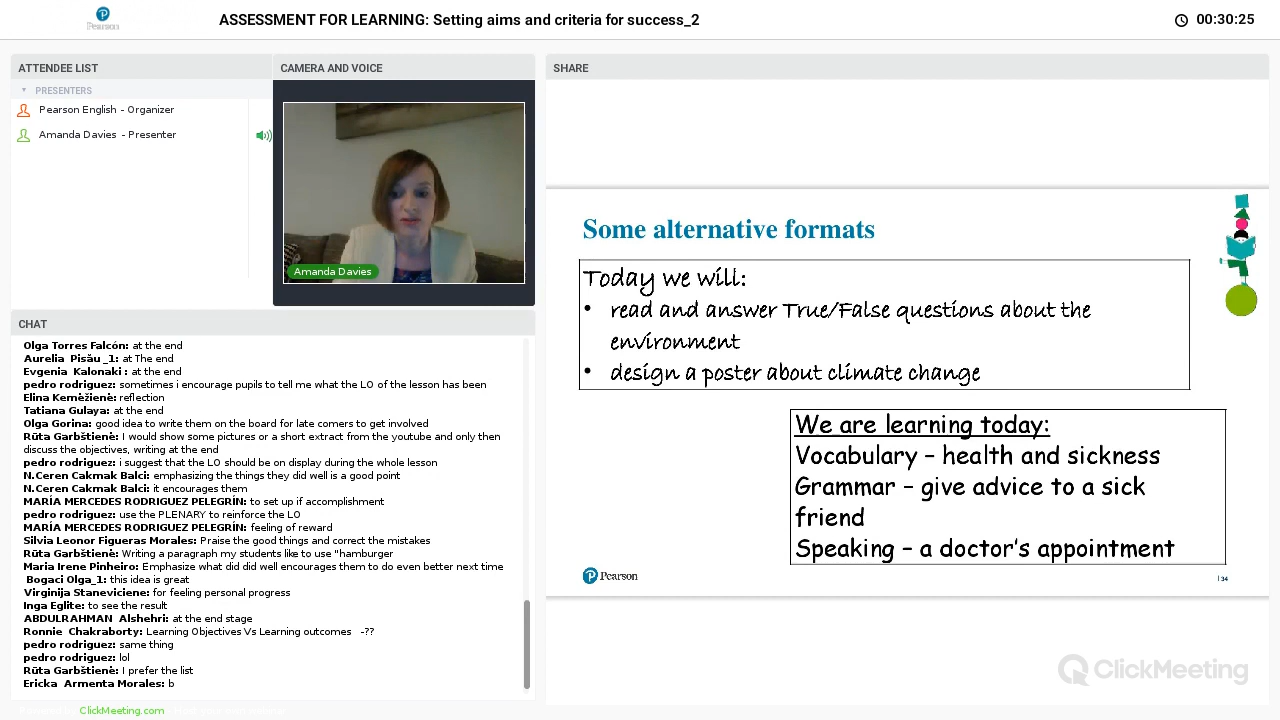 Pearson
ASSESSMENT FOR LEARNING: Setting aims and criteria for success_2
00:30:25
ATTENDEE LIST
PRESENTERS
Pearson English - Organizer
Amanda Davies - Presenter
CAMERA AND VOICE
Amanda Davies
CHAT
Olga Torres Falcón: at the end
Aurelia Pisău_1: at The end
Evgenia Kalonaki : at the end
pedro rodriguez: sometimes i encourage pupils to tell me what the LO of the lesson has been
Elina Kernėžienė: reflection
Tatiana Gulaya: at the end
Olga Gorina: good idea to write them on the board for late comers to get involved
Rūta Garbštienė: I would show some pictures or a short extract from the youtube and only then
discuss the objectives, writing at the end
pedro rodriguez: i suggest that the LO should be on display during the whole lesson
N.Ceren Cakmak Balci: emphasizing the things they did well is a good point
N.Ceren Cakmak Balci: it encourages them
MARÍA MERCEDES RODRIGUEZ PELEGRÍN: to set up if accomplishment
pedro rodriguez: use the PLENARY to reinforce the LO
MARÍA MERCEDES RODRIGUEZ PELEGRÍN: feeling of reward
Silvia Leonor Figueras Morales: Praise the good things and correct the mistakes
Rūta Garbštienė: Writing a paragraph my students like to use "hamburger
Maria Irene Pinheiro: Emphasize what did did well encourages them to do even better next time
Bogaci Olga_1: this idea is great
Virginija Staneviciene: for feeling personal progress
Inga Eglite: to see the result
ABDULRAHMAN Alshehri: at the end stage
Ronnie Chakraborty: Learning Objectives Vs Learning outcomes -??
pedro rodriguez: same thing
pedro rodriguez: lol
Rūta Garbštienė: I prefer the list
Ericka Armenta Morales: b
ClickMeeting.com
SHARE
Some alternative formats
Today we will:
• read and answer True/False questions about the
environment
• design a poster about climate change
We are learning today:
Vocabulary – health and sickness
Grammar – give advice to a sick
friend
Speaking – a doctor's appointment
Pearson
34
ClickMeeting